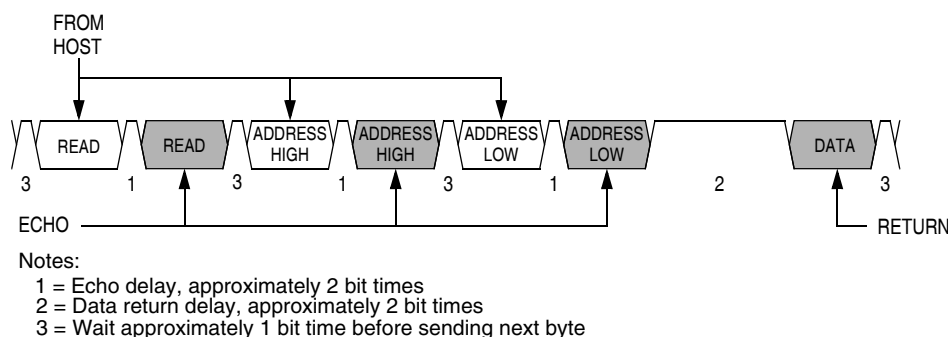 FROM
HOST
READ
READ
ADDRESS
HIGH
ADDRESS
HIGH
ADDRESS
LOW
ADDRESS
LOW
DATA
3 1 3 1 3 1 2 3
ECHO
RETURN
Notes:
1 = Echo delay, approximately 2 bit times
2 = Data return delay, approximately 2 bit times
3 = Wait approximately 1 bit time before sending next byte